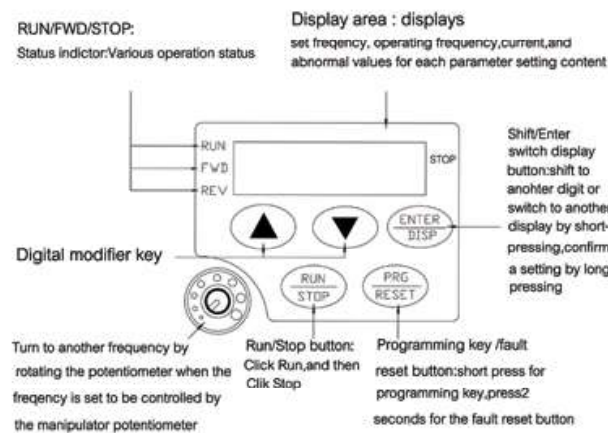 RUN/FWD/STOP:
Status indictor:Various operation status
Display area : displays
set freqency, operating frequency,current,and
abnormal values for each parameter setting content
RUN
FWD
REV
STOP
ENTER
DISP
Shift/Enter
switch display
button:shift to
anohter digit or
switch to another
display by short-
pressing,confirm
a setting by long
pressing
Digital modifier key
RUN
STOP
PRG
RESET
Turn to another frequency by
rotating the potentiometer when the
freqency is set to be controlled by
the manipulator potentiometer
Run/Stop button:
Click Run,and then
Clik Stop
Programming key /fault
reset button:short press for
programming key,press2
seconds for the fault reset button